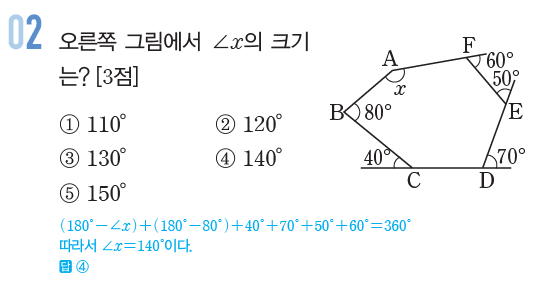 02 오른쪽 그림에서 ∠x의 크기
는? [3점]
① 110° ② 120°
③ 130° ④ 140°
⑤ 150°
A
F
60°
50°
x
B 80°
E
40°
70°
C
D
(180°-∠x)+(180°-80°)+40°+70°+50°+60°=360°
따라서 ∠x=140°이다.
답 ④